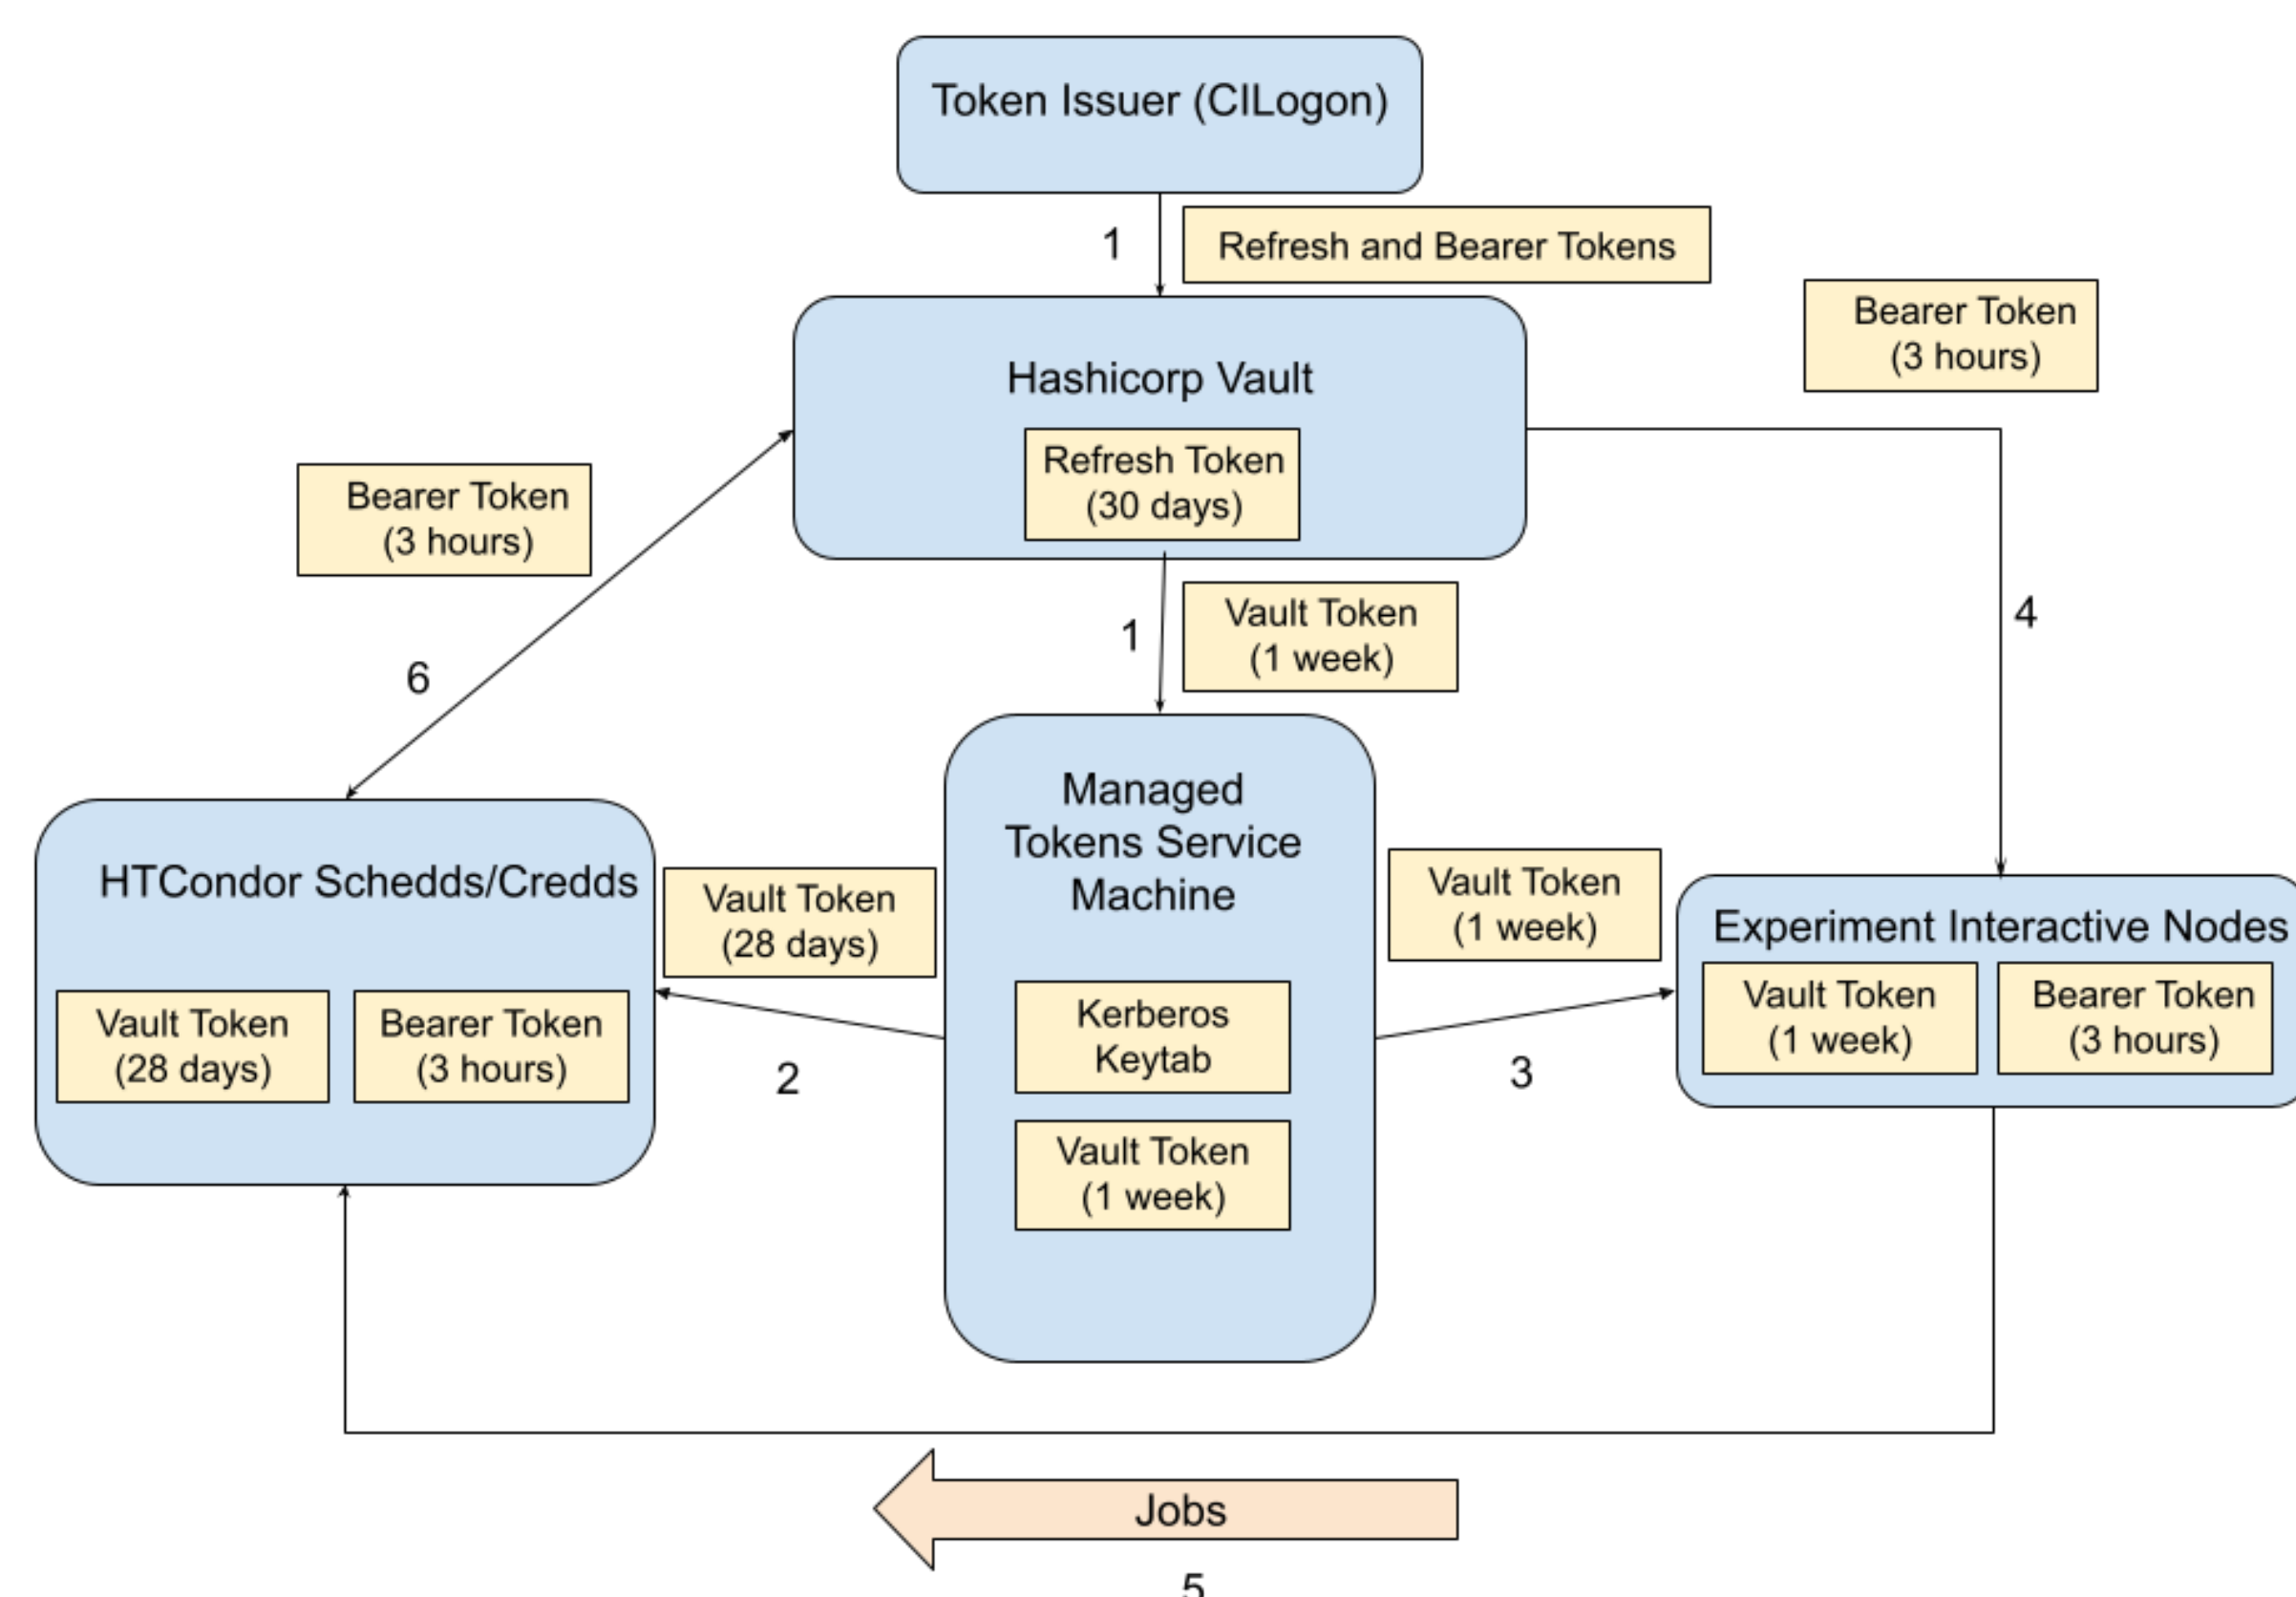 Token Issuer (CILogon)
1
Refresh and Bearer Tokens
Bearer Token
(3 hours)
Hashicorp Vault
Refresh Token
(30 days)
Bearer Token
(3 hours)
1
Vault Token
(1 week)
4
6
Managed
Tokens Service
Machine
HTCondor Schedds/Credds
Vault Token
(28 days)
Vault Token
(1 week)
Experiment Interactive Nodes
Vault Token
(28 days)
Bearer Token
(3 hours)
Kerberos
Keytab
Vault Token
(1 week)
Bearer Token
(3 hours)
2
3
Vault Token
(1 week)
Jobs
5